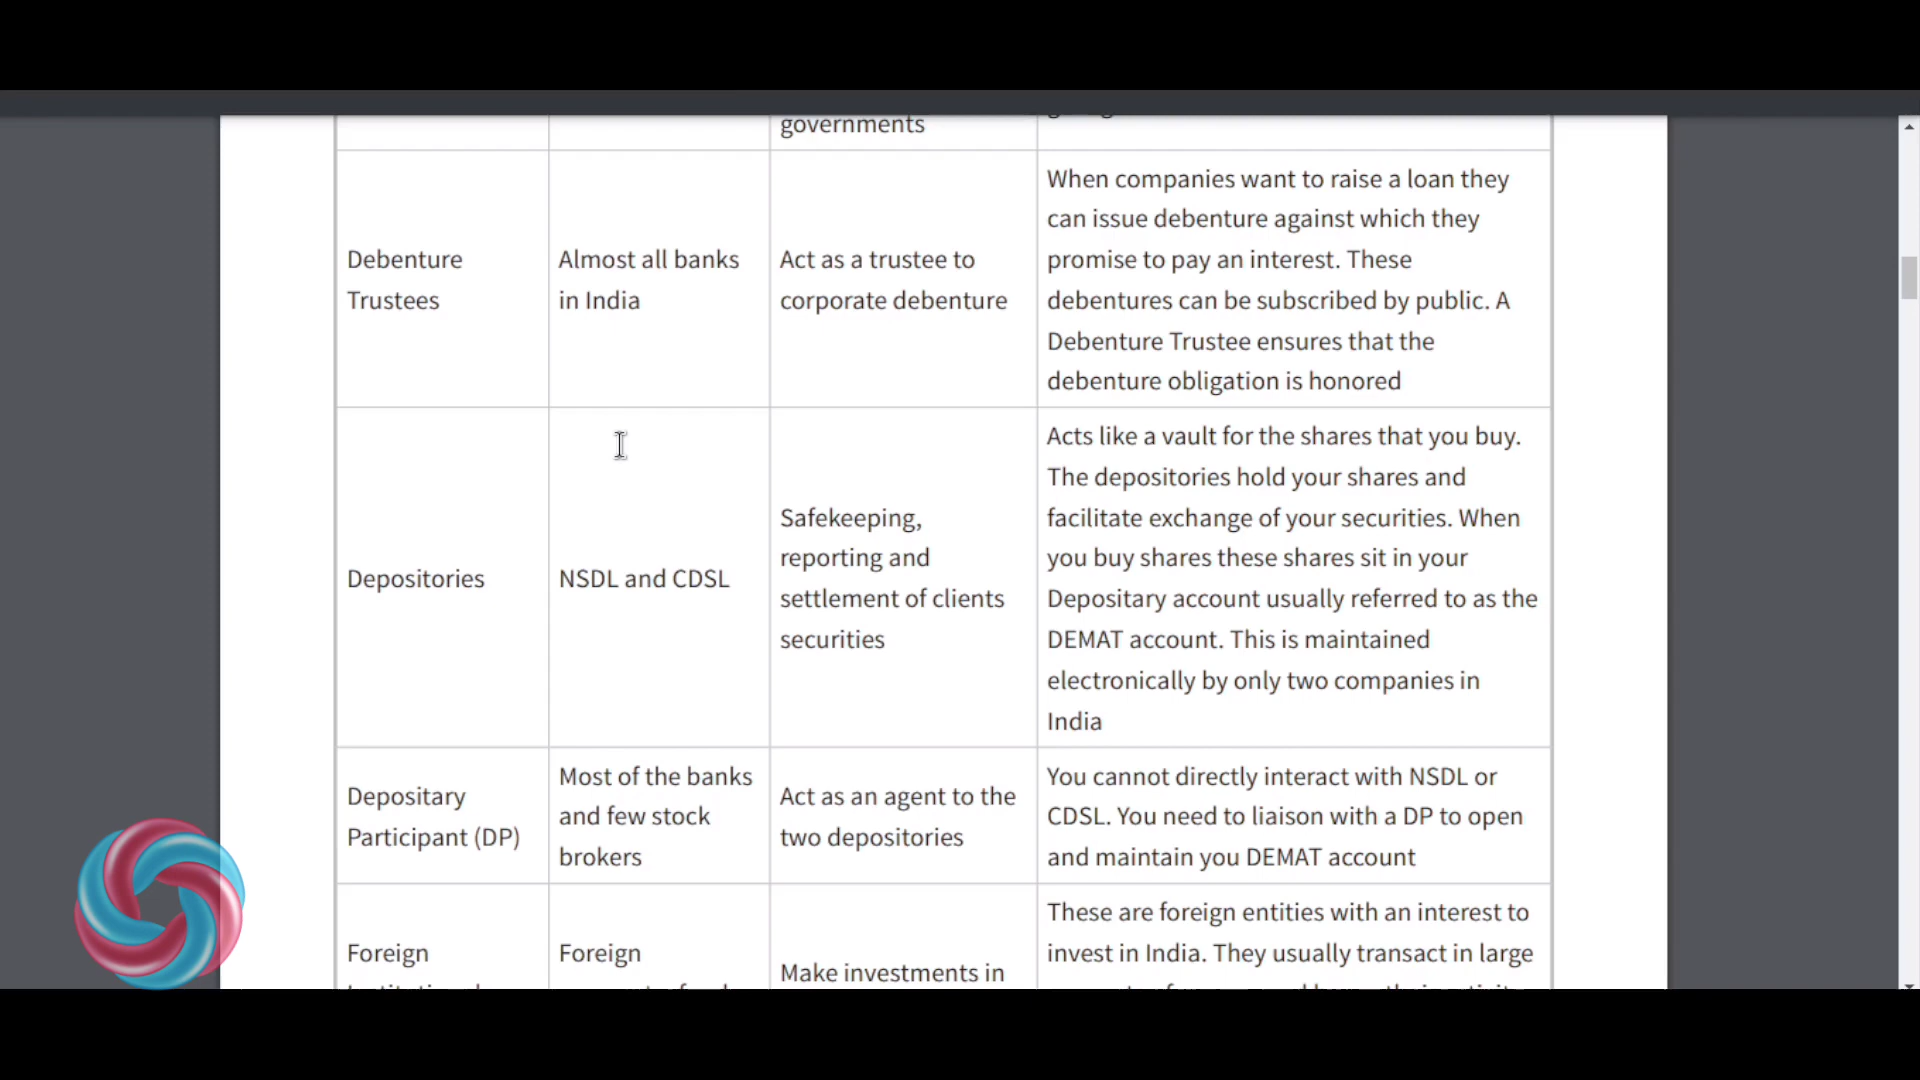 governments
Debenture
Trustees
Almost all banks
in India
Act as a trustee to
corporate debenture
When companies want to raise a loan they
can issue debenture against which they
promise to pay an interest. These
debentures can be subscribed by public. A
Debenture Trustee ensures that the
debenture obligation is honored
Depositories
NSDL and CDSL
Safekeeping,
reporting and
settlement of clients
securities
Acts like a vault for the shares that you buy.
The depositories hold your shares and
facilitate exchange of your securities. When
you buy shares these shares sit in your
Depositary account usually referred to as the
DEMAT account. This is maintained
electronically by only two companies in
India
Depositary
Participant (DP)
Most of the banks
and few stock
brokers
Act as an agent to the
two depositories
You cannot directly interact with NSDL or
CDSL. You need to liaison with a DP to open
and maintain you DEMAT account
Foreign
Foreign
Make investments in
These are foreign entities with an interest to
invest in India. They usually transact in large